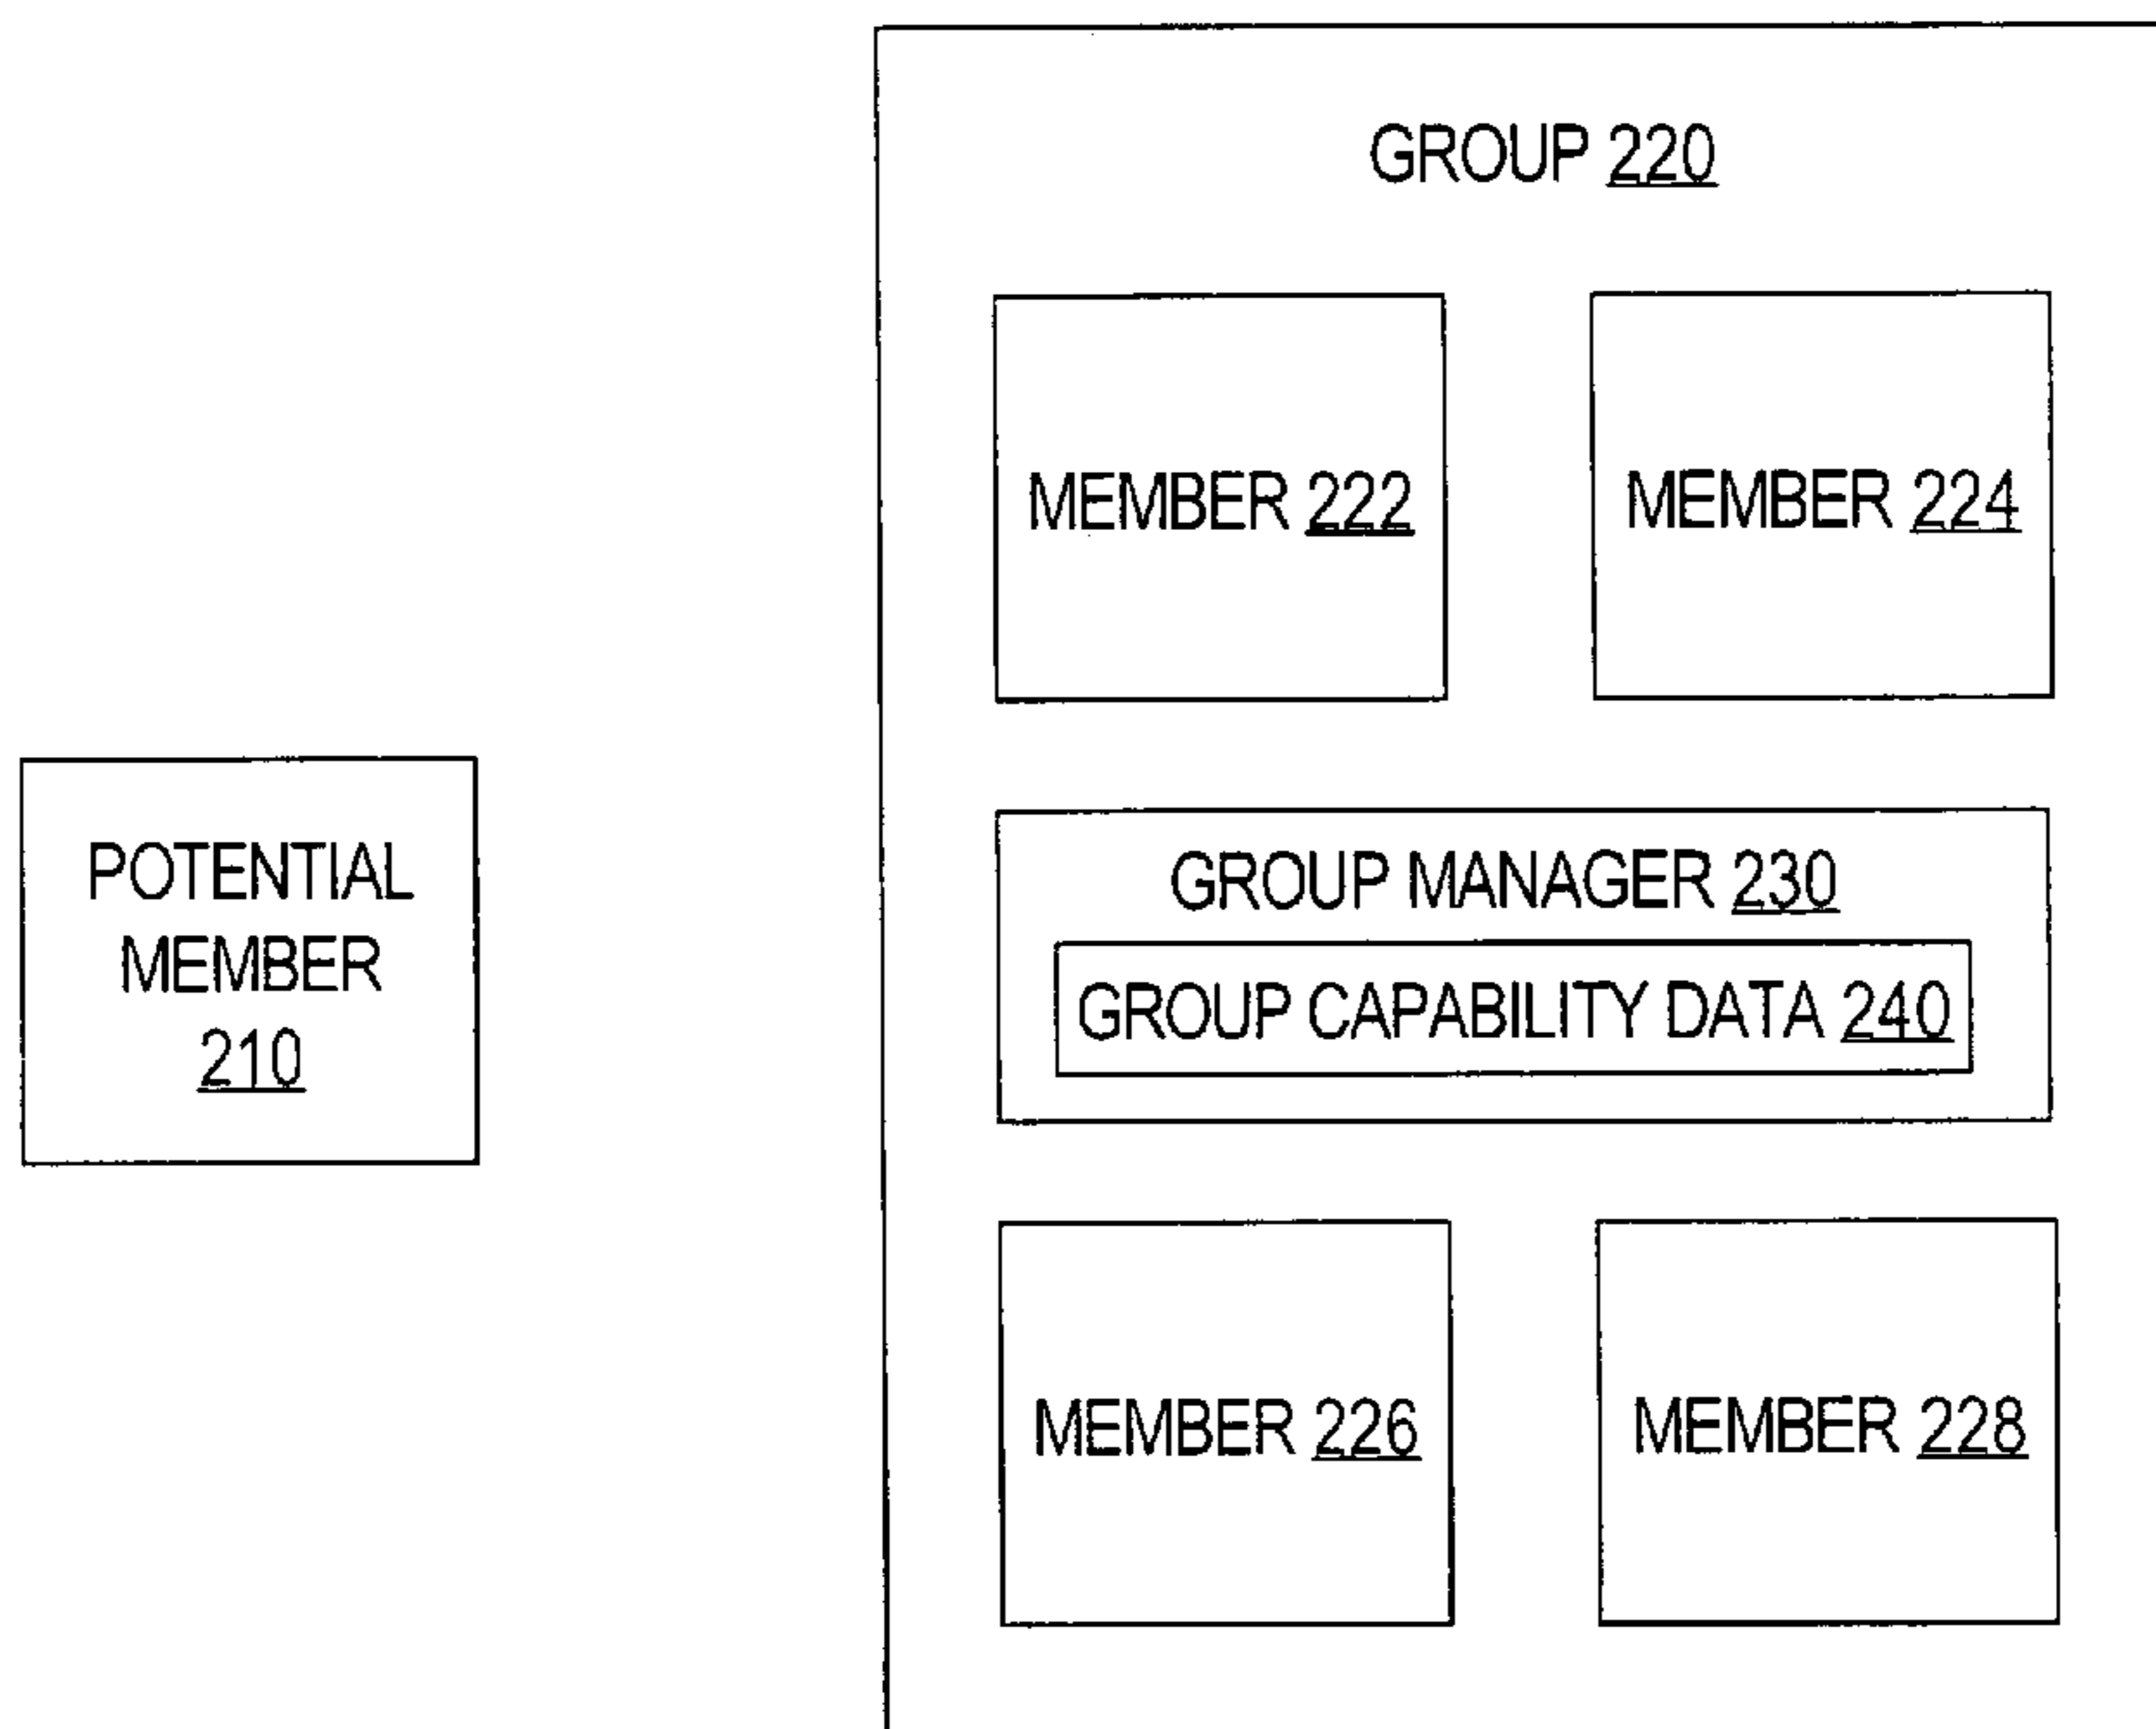 GROUP 220
MEMBER 222
MEMBER 224
POTENTIAL
MEMBER
210
GROUP MANAGER 230
GROUP CAPABILITY DATA 240
MEMBER 226
MEMBER 228